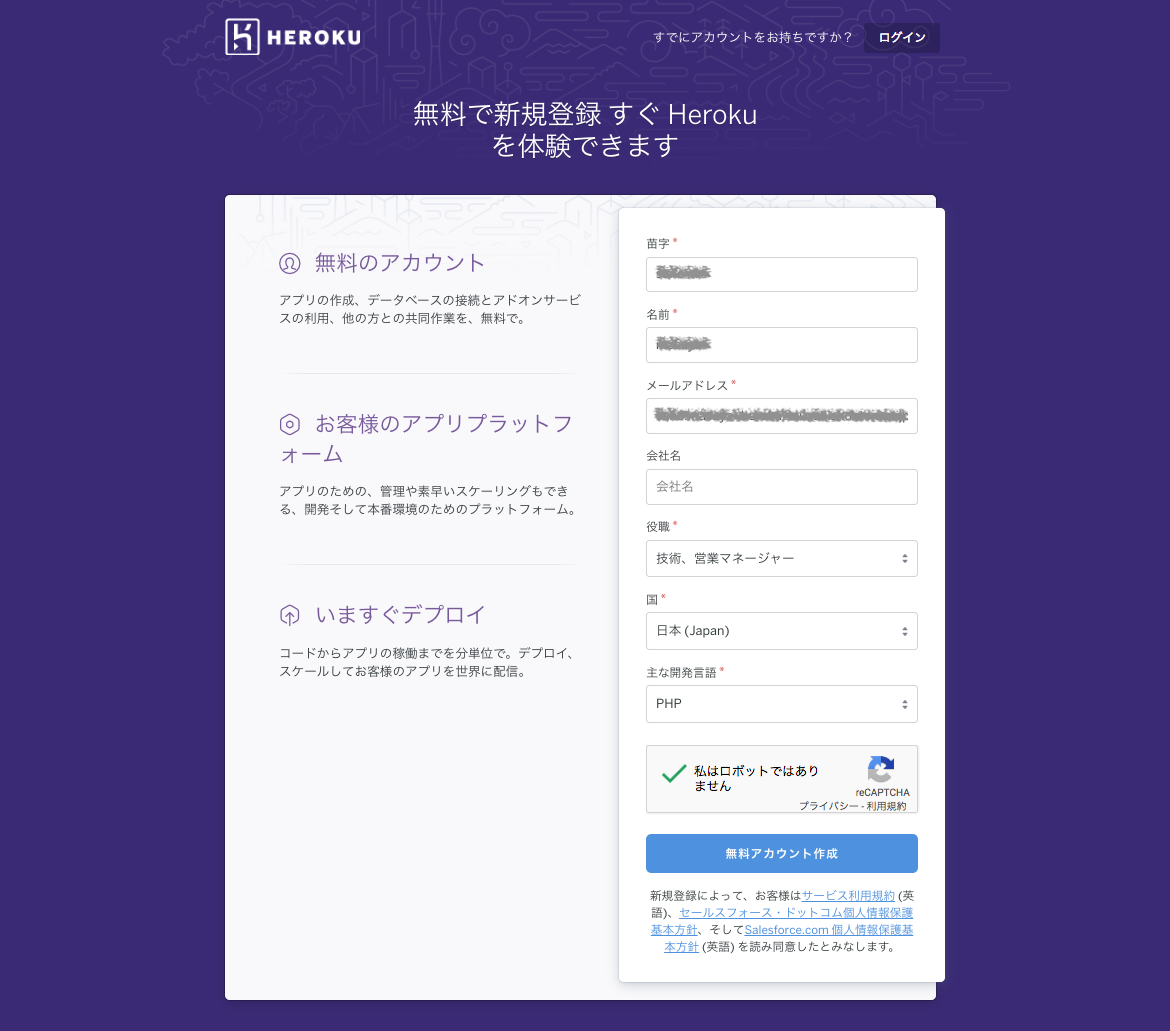 HEROKU
すでにアカウントをお持ちですか？
ログイン
無料で新規登録 すぐ Heroku
を体験できます
無料のアカウント
アプリの作成、データベースの接続とアドオンサービ
スの利用、他の方との共同作業を、無料で。
お客様のアプリプラットフ
ォーム
アプリのための、管理や素早いスケーリングもでき
る、開発そして本番環境のためのプラットフォーム。
いますぐデプロイ
コードからアプリの稼働までを分単位で。デプロイ、
スケールしてお客様のアプリを世界に配信。
苗字 *
名前 *
メールアドレス *
会社名
会社名
役職 *
技術、営業マネージャー
国 *
日本 (Japan)
主な開発言語 *
PHP
私はロボットではあり
ません
reCAPTCHA
プライバシー - 利用規約
無料アカウント作成
新規登録によって、お客様はサービス利用規約 (英
語)、セールスフォース・ドットコム個人情報保護
基本方針、そしてSalesforce.com 個人情報保護基
本方針 (英語) を読み同意したとみなします。